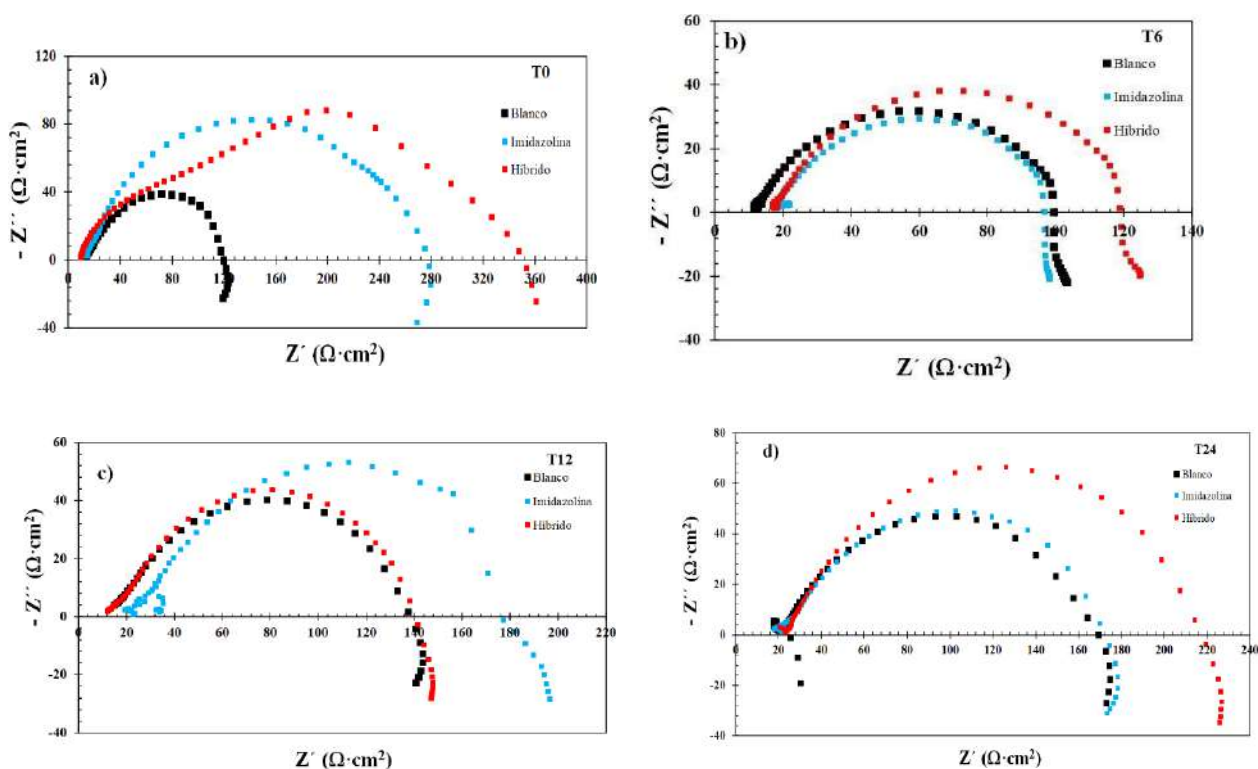 a)
T0
Blanco
Imidazolina
Híbrido
120
80
40
0
-40
0 40 80 120 160 200 240 280 320 360 400
- Z´´ (Ω·cm²)
Z´ (Ω·cm²)
b)
T6
Blanco
Imidazolina
Híbrido
60
40
20
0
-20
-40
0 20 40 60 80 100 120 140
- Z´´ (Ω·cm²)
Z´ (Ω·cm²)
c)
T12
Blanco
Imidazolina
Híbrido
60
40
20
0
-20
-40
0 20 40 60 80 100 120 140 160 180 200 220
- Z´´ (Ω·cm²)
Z´ (Ω·cm²)
d)
T24
Blanco
Imidazolina
Híbrido
80
60
40
20
0
-20
-40
0 20 40 60 80 100 120 140 160 180 200 220 240
- Z´´ (Ω·cm²)
Z´ (Ω·cm²)